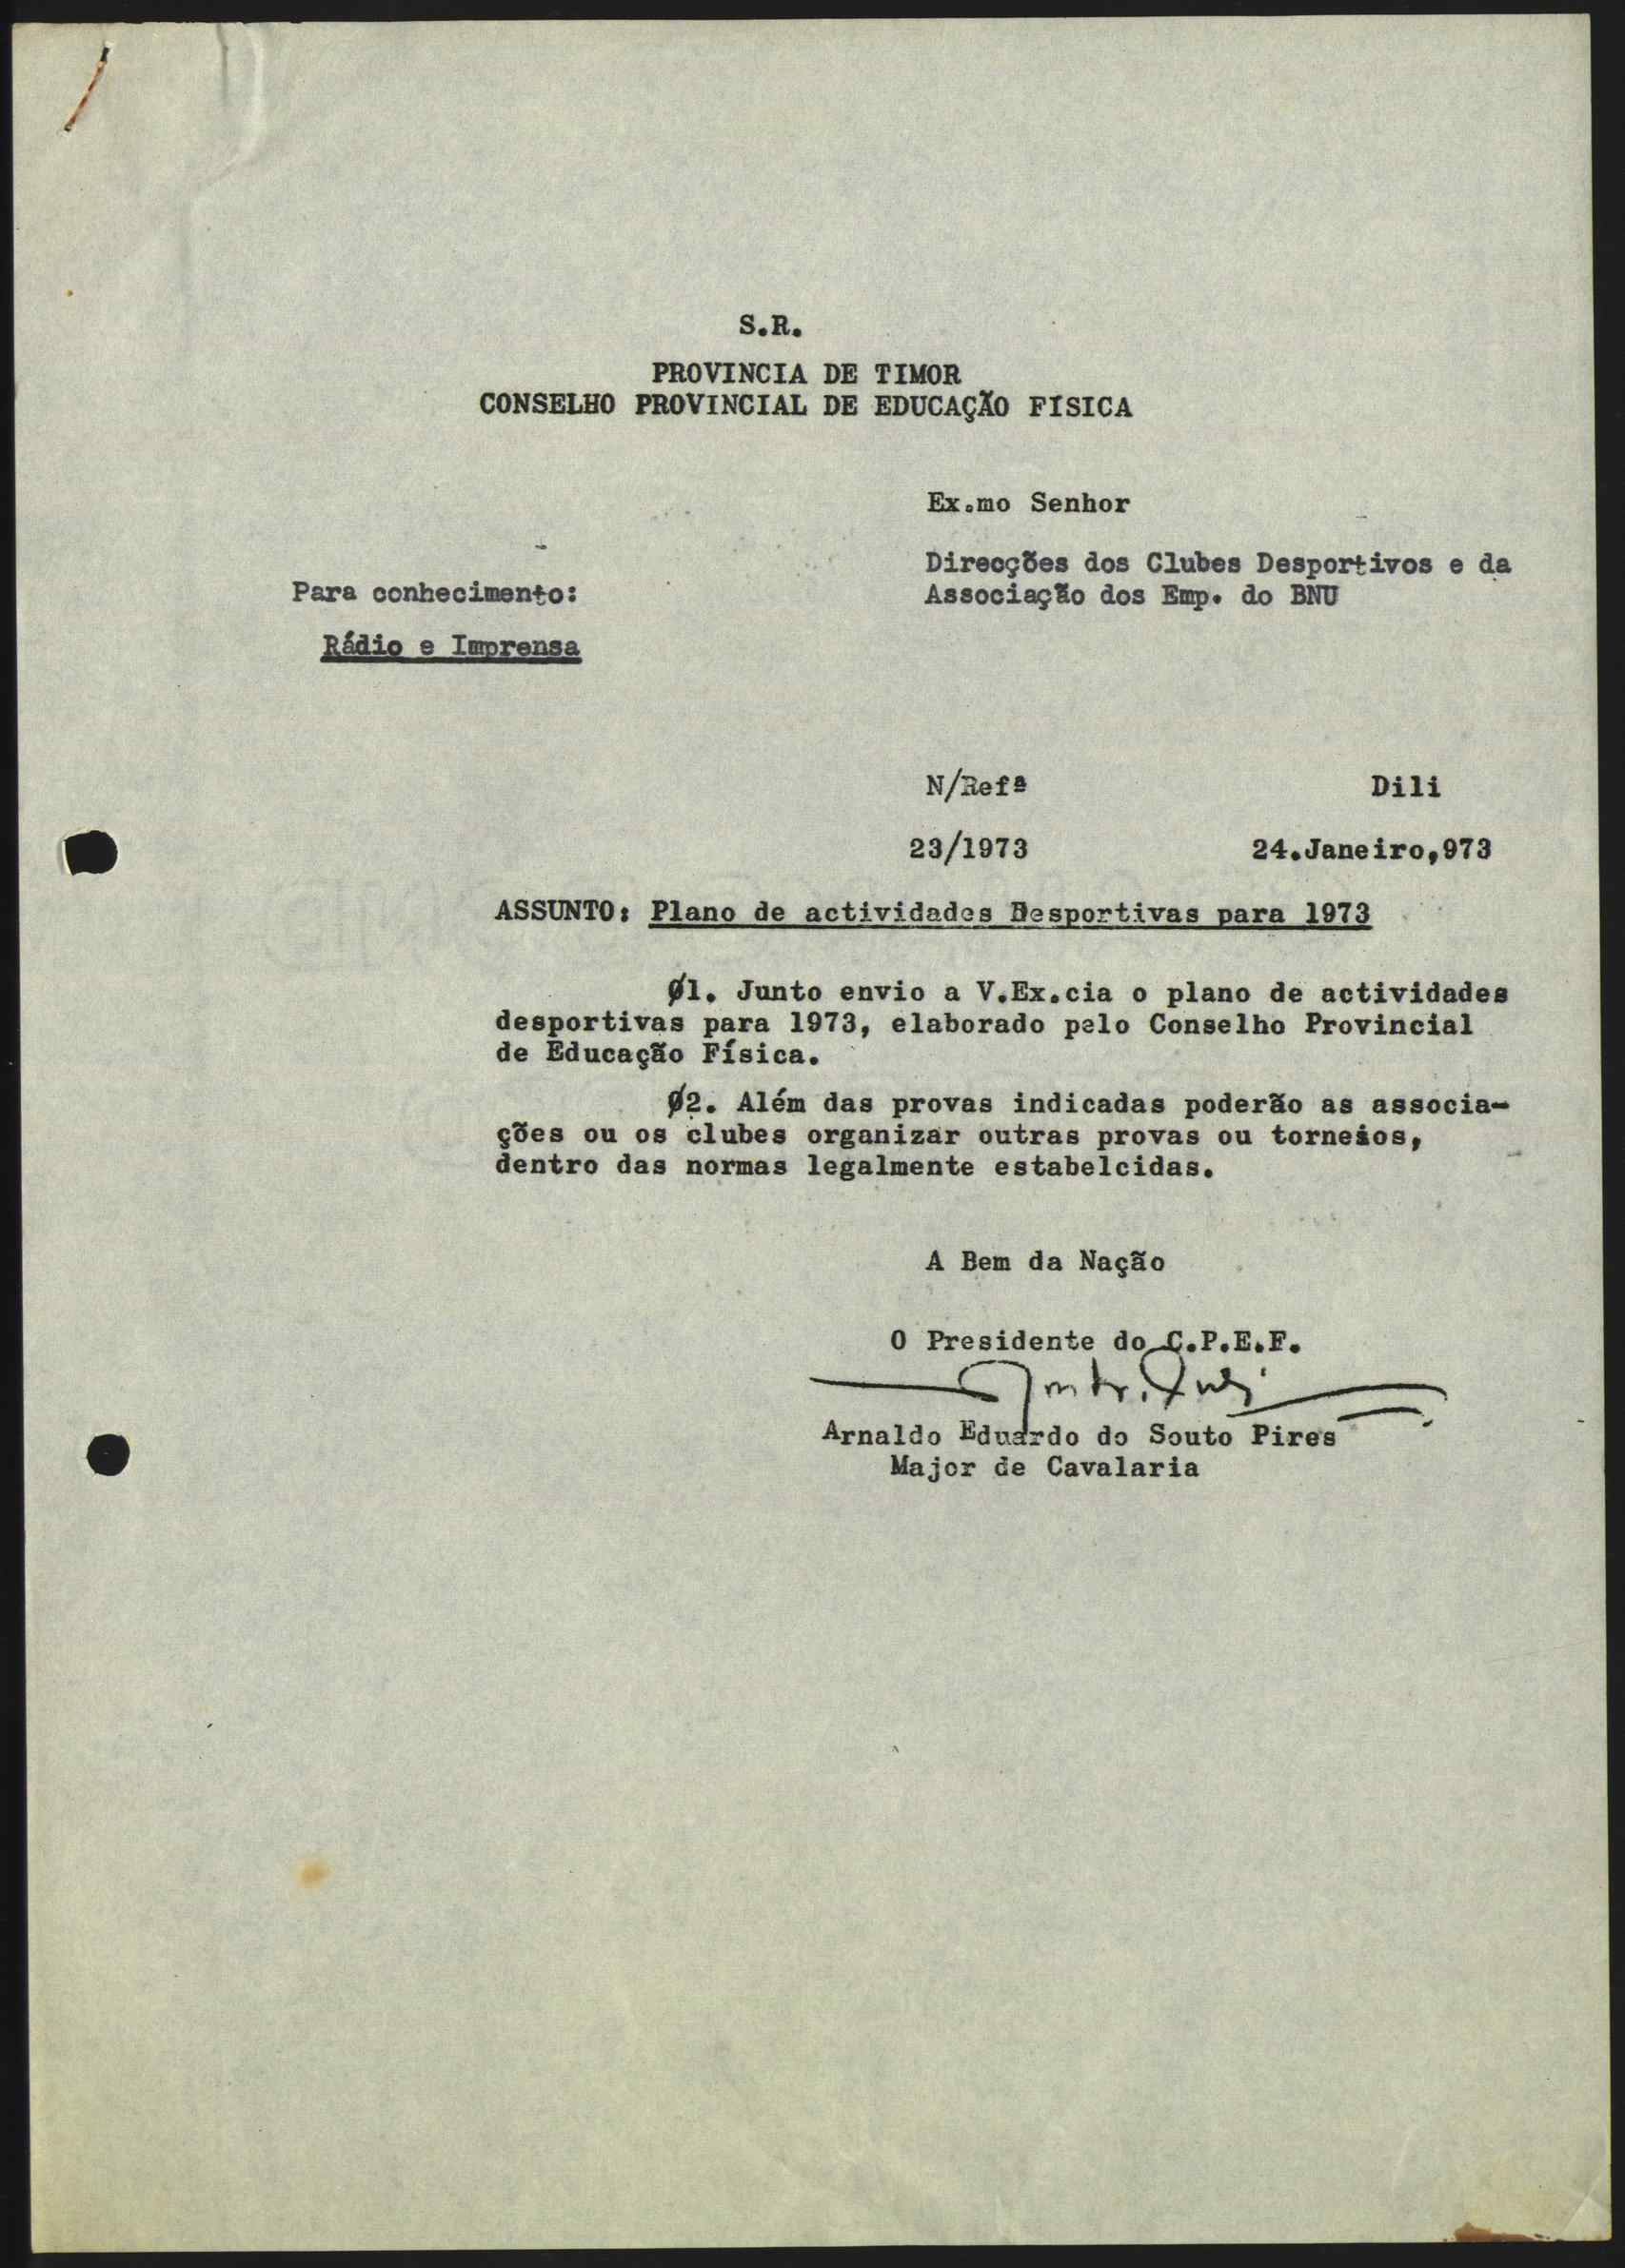 S.R.
PROVINCIA DE TIMOR
CONSELHO PROVINCIAL DE EDUCAÇÃO FÍSICA
Ex.mo Senhor
Direcções dos Clubes Desportivos e da
Associação dos Emp. do BNU
Para conhecimento:
Rádio e Imprensa
N/Refª Dili
23/1973 24.Janeiro,973
ASSUNTO: Plano de actividades Desportivas para 1973
Ø1. Junto envio a V.Ex.cia o plano de actividades
desportivas para 1973, elaborado pelo Conselho Provincial
de Educação Física.
Ø2. Além das provas indicadas poderão as associa-
ções ou os clubes organizar outras provas ou torneios,
dentro das normas legalmente estabelcidas.
A Bem da Nação
O Presidente do C.P.E.F.
Arnaldo Eduardo do Souto Pires
Major de Cavalaria